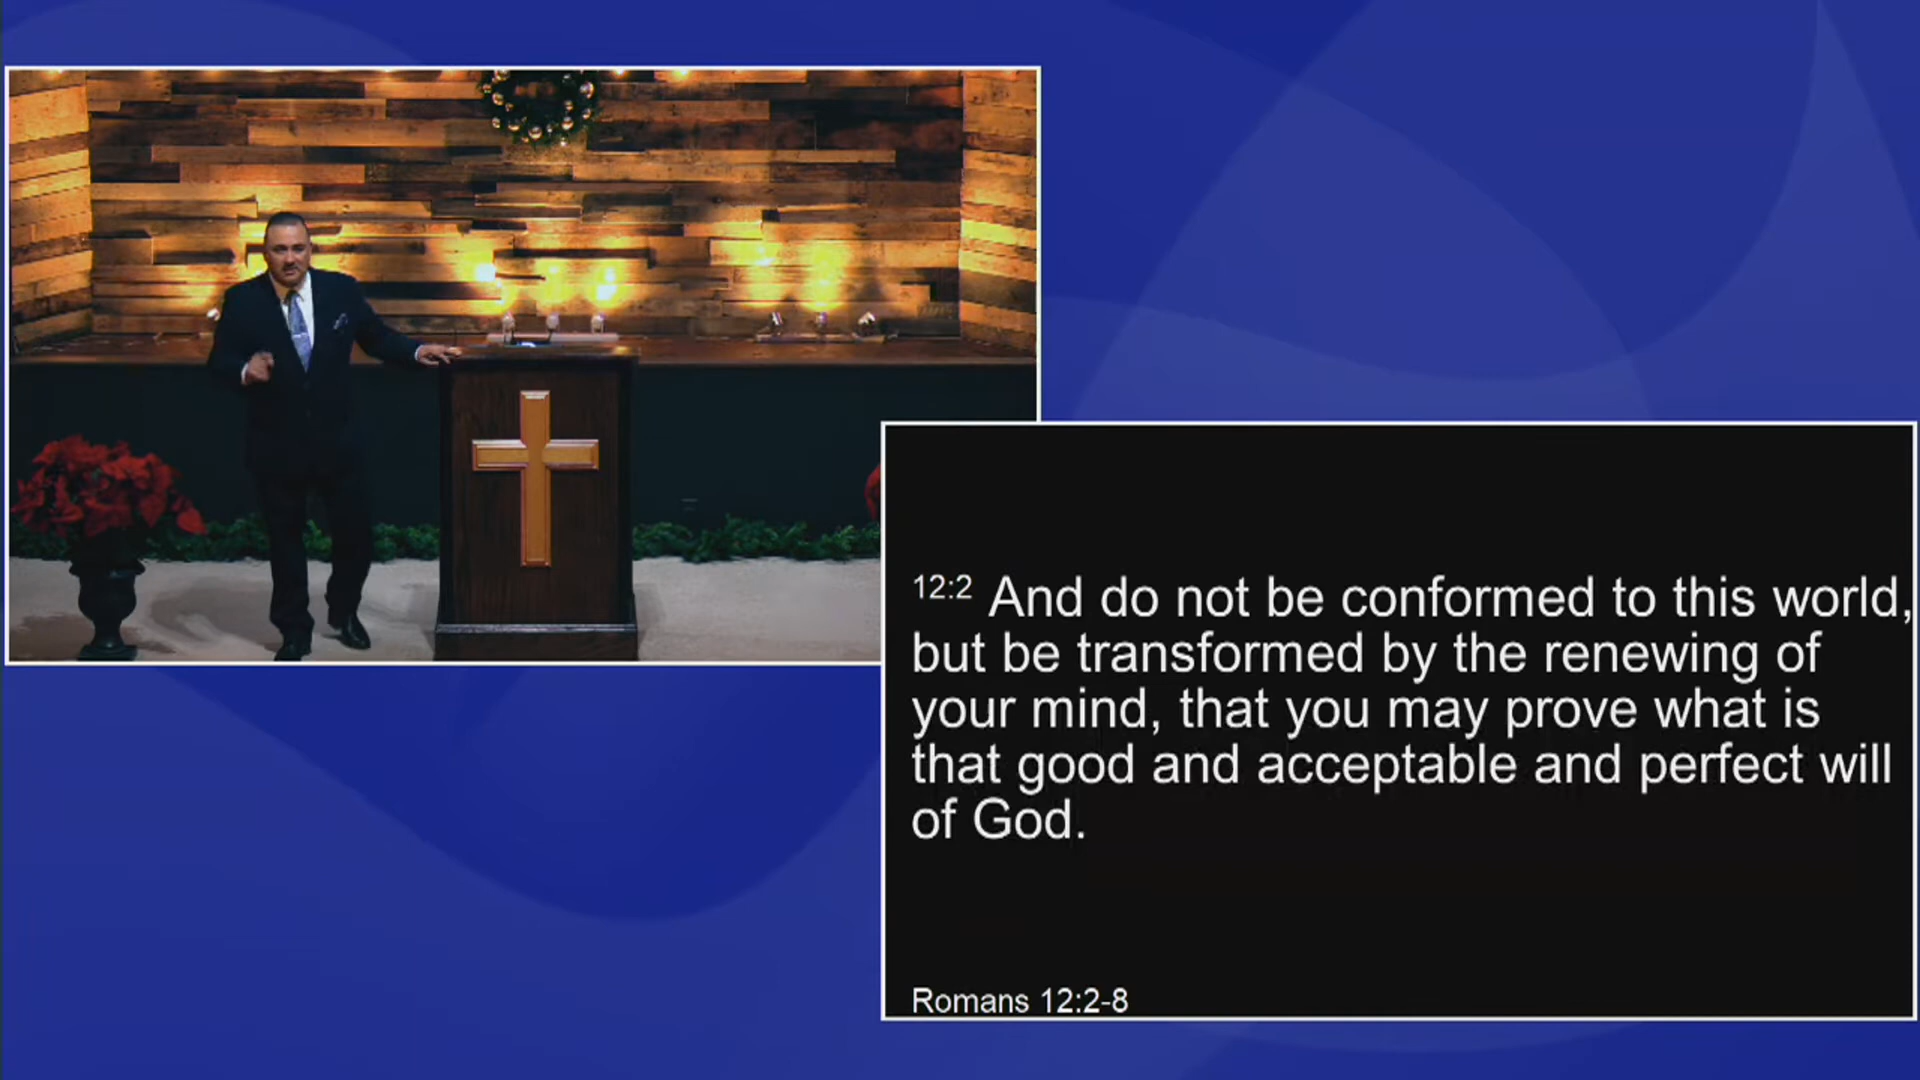 12:2 And do not be conformed to this world,
but be transformed by the renewing of
your mind, that you may prove what is
that good and acceptable and perfect will
of God.
Romans 12:2-8